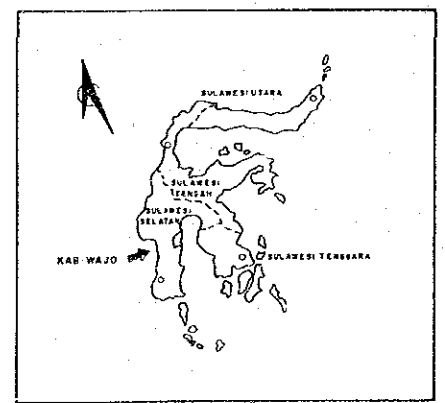 SULAWESI UTARA
SULAWESI
TENGAH
SULAWESI
SELATAN
KAB·WAJO
SULAWESI TENGGARA